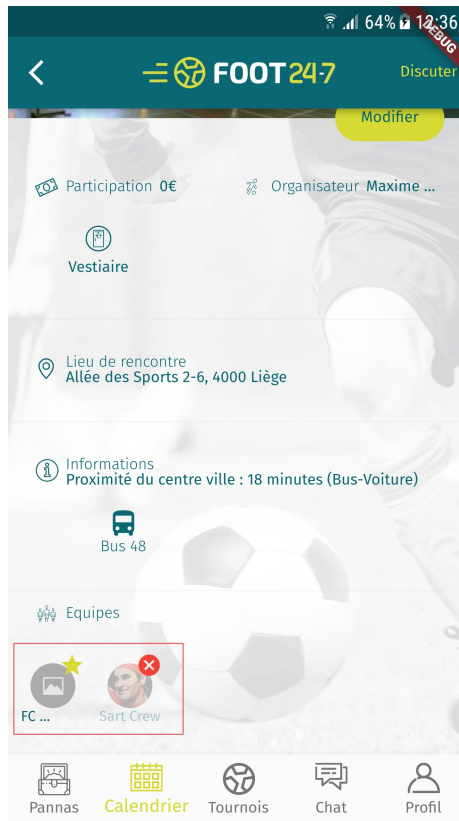 64% 12:36
DEBUG
FOOT 24·7
Discuter
Modifier
Participation 0€
Organisateur Maxime ...
Vestiaire
Lieu de rencontre
Allée des Sports 2-6, 4000 Liège
Informations
Proximité du centre ville : 18 minutes (Bus-Voiture)
Bus 48
Equipes
FC ...
Sart Crew
Pannas
Calendrier
Tournois
Chat
Profil